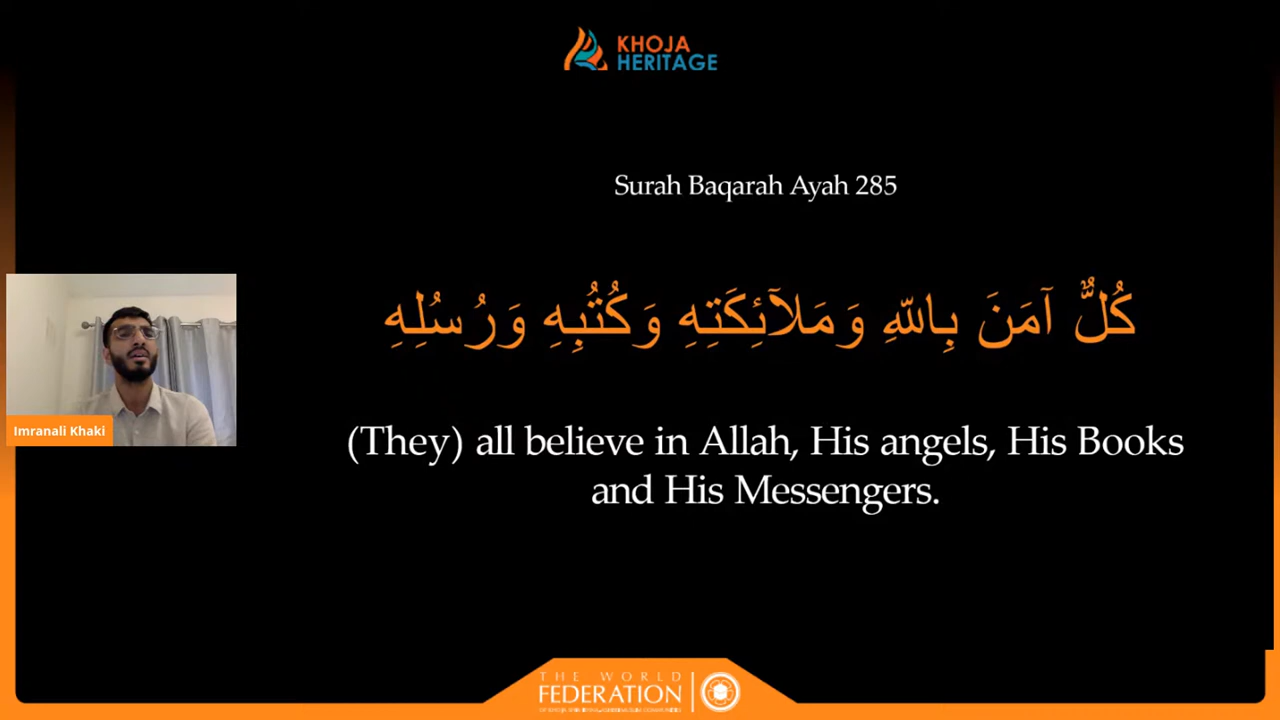 KHOJA
HERITAGE
Surah Baqarah Ayah 285
كُلٌّ آمَنَ بِاللّهِ وَمَلآئِكَتِهِ وَكُتُبِهِ وَرُسُلِهِ
Imranali Khaki
(They) all believe in Allah, His angels, His Books
and His Messengers.
THE WORLD
FEDERATION